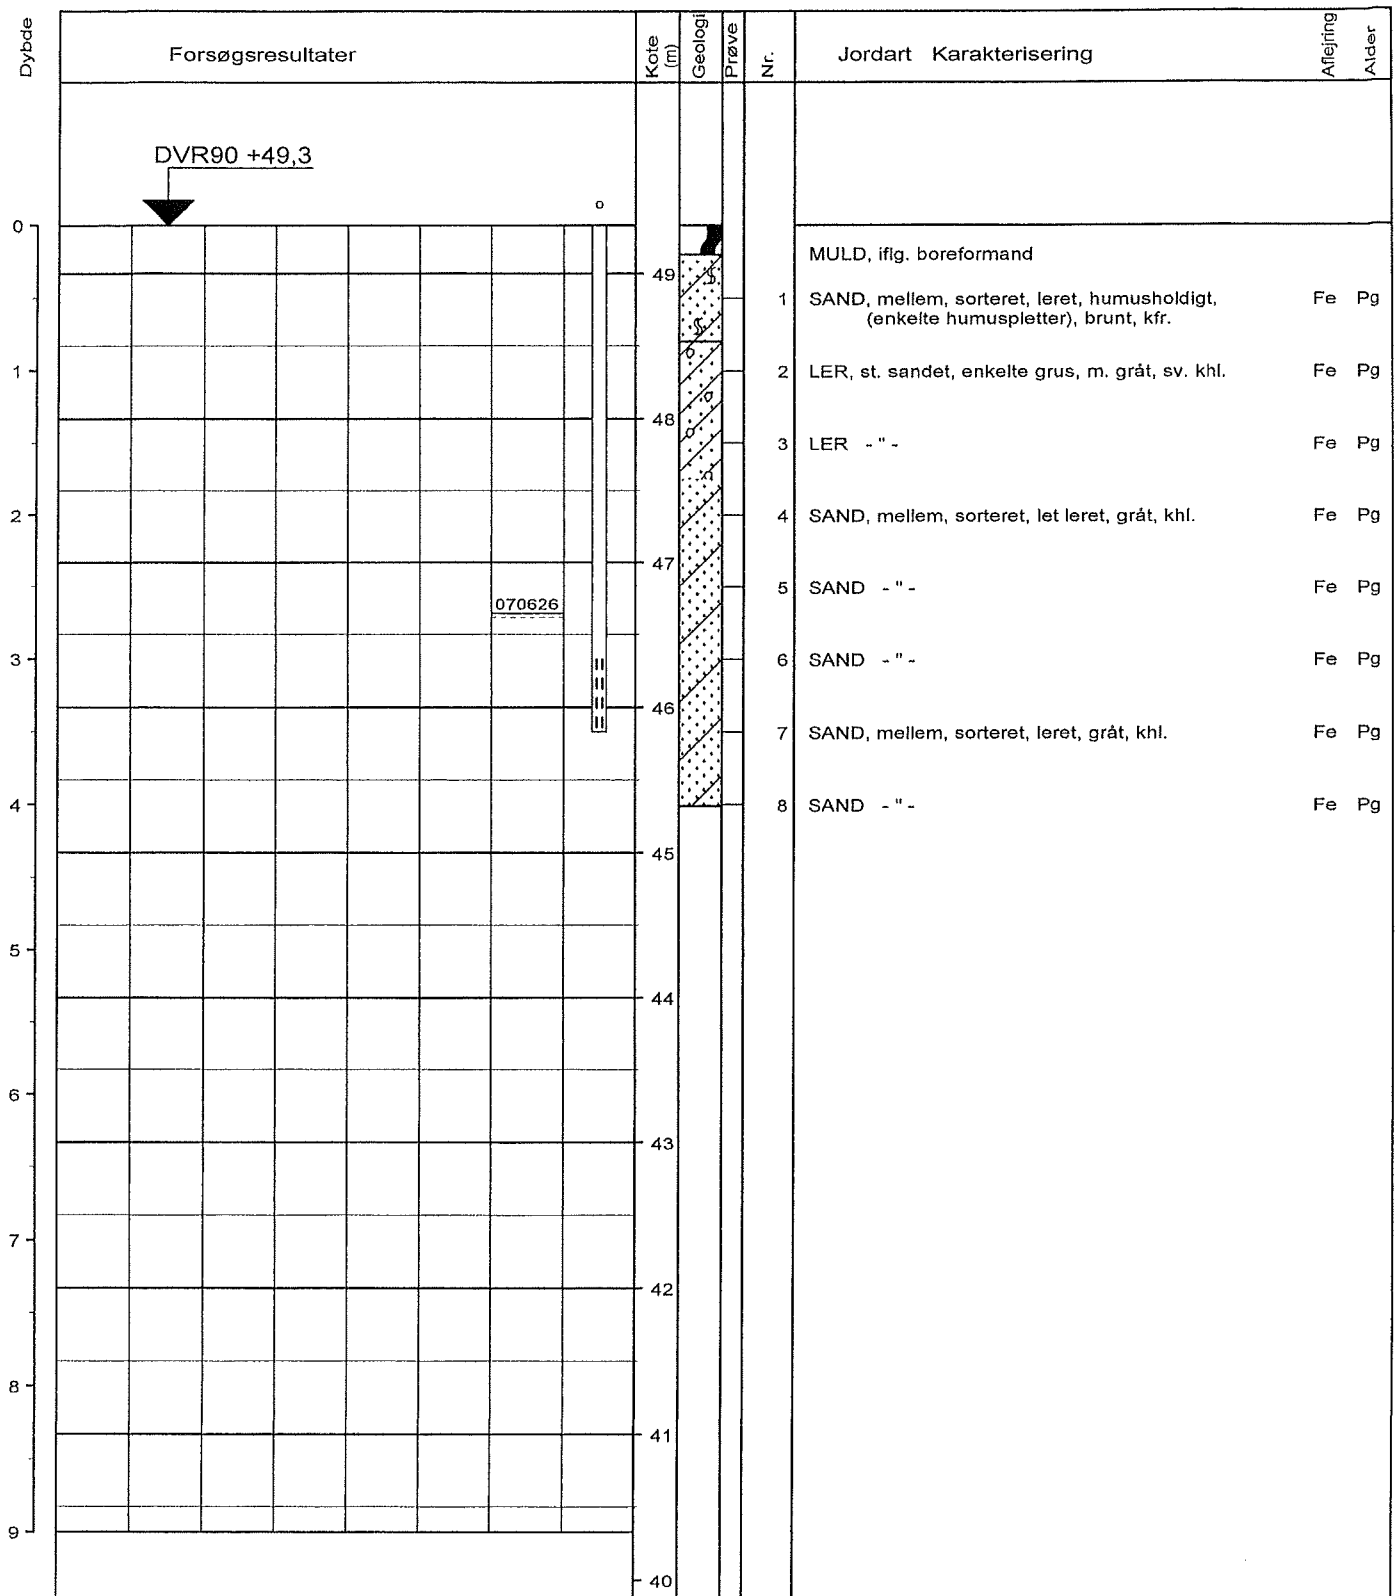 Dybde
Forsøgsresultater
Kote (m)
Geologi
Prøve
Nr.
Jordart Karakterisering
Aflejring
Alder
DVR90 +49,3
0
MULD, iflg. boreformand
49
1 SAND, mellem, sorteret, leret, humusholdigt, Fe Pg
(enkelte humuspletter), brunt, kfr.
1
2 LER, st. sandet, enkelte grus, m. gråt, sv. khl. Fe Pg
48
3 LER - " - Fe Pg
2
4 SAND, mellem, sorteret, let leret, gråt, khl. Fe Pg
47
5 SAND - " - Fe Pg
070626
3
6 SAND - " - Fe Pg
46
7 SAND, mellem, sorteret, leret, gråt, khl. Fe Pg
4
8 SAND - " - Fe Pg
45
5
44
6
43
7
42
8
41
9
40